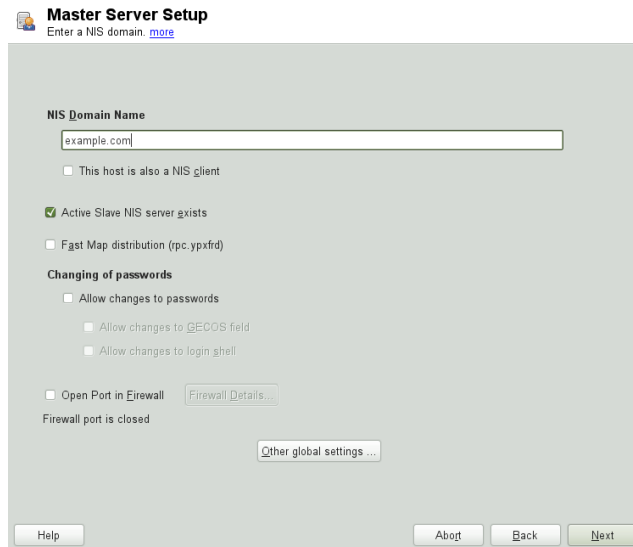 Master Server Setup
Enter a NIS domain. more
NIS Domain Name
example.com
This host is also a NIS client
Active Slave NIS server exists
Fast Map distribution (rpc.ypxfrd)
Changing of passwords
Allow changes to passwords
Allow changes to GECOS field
Allow changes to login shell
Open Port in Firewall Firewall Details...
Firewall port is closed
Other global settings ...
Help Abort Back Next